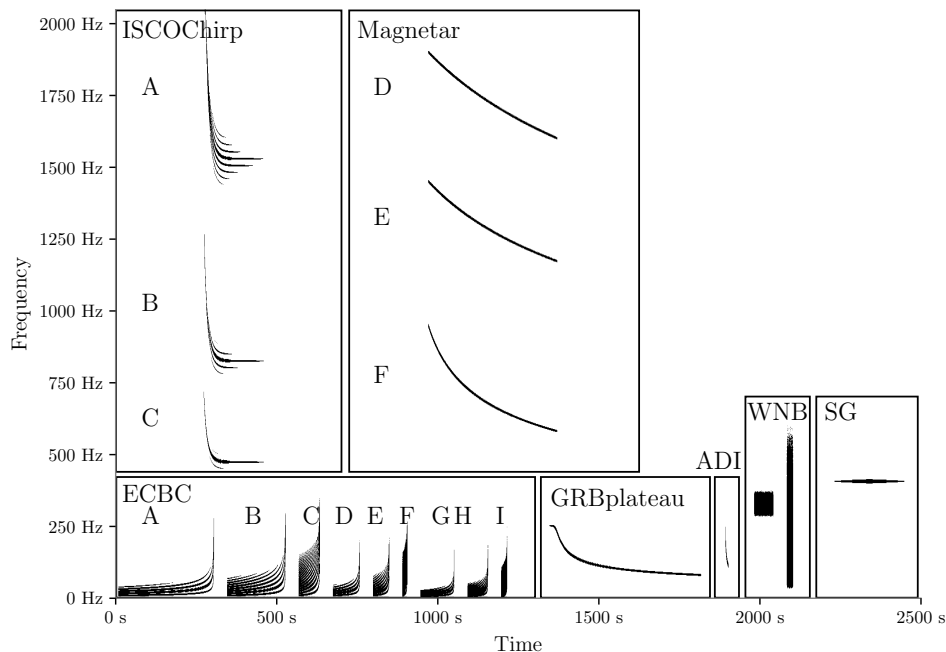 2000 Hz
ISCOChirp
Magnetar
A
D
1750 Hz
1500 Hz
E
1250 Hz
B
1000 Hz
F
750 Hz
C
500 Hz
WNB
SG
ADI
ECBC
GRBplateau
A B C D E F G H I
250 Hz
0 Hz
0 s
500 s
1000 s
1500 s
2000 s
2500 s
Time
Frequency